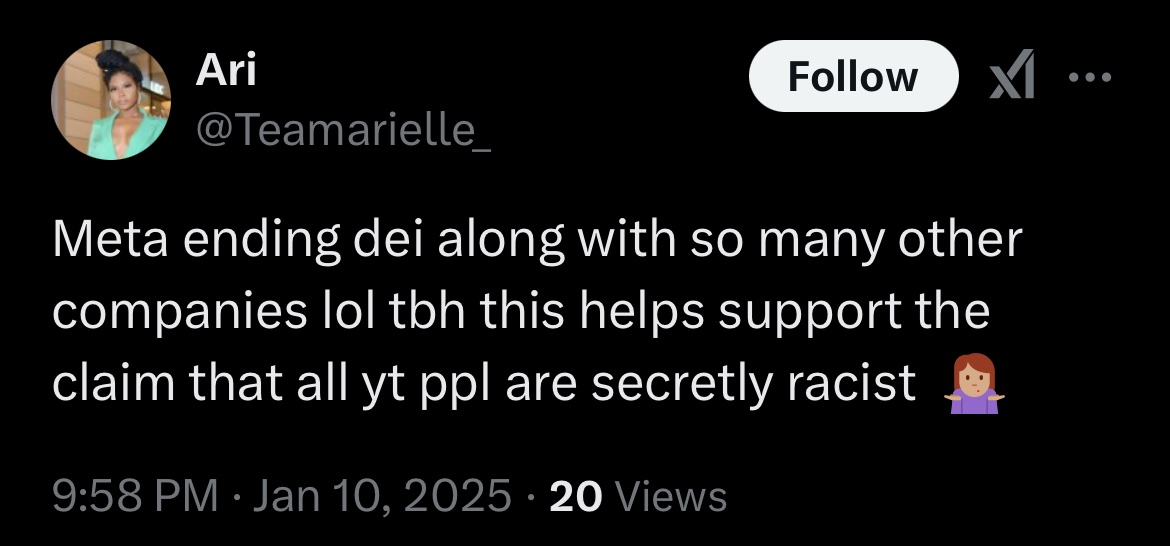 Ari
Follow
@Teamarielle_
Meta ending dei along with so many other
companies lol tbh this helps support the
claim that all yt ppl are secretly racist 🤷🏼‍♀️
9:58 PM · Jan 10, 2025 · 20 Views